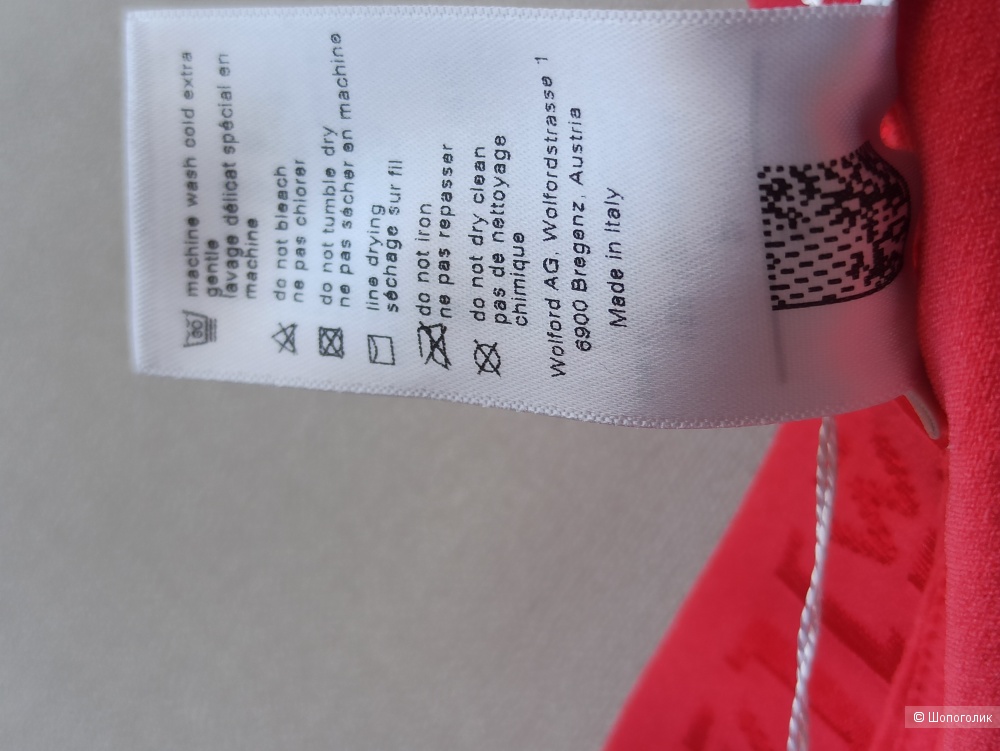 machine wash cold extra
gentle
lavage délicat spécial en
machine
do not bleach
ne pas chlorer
do not tumble dry
ne pas sécher en machine
line drying
séchage sur fil
do not iron
ne pas repasser
do not dry clean
pas de nettoyage
chimique
Wolford AG. Wolfordstrasse 1
6900 Bregenz, Austria
Made in Italy
© Шопоголик